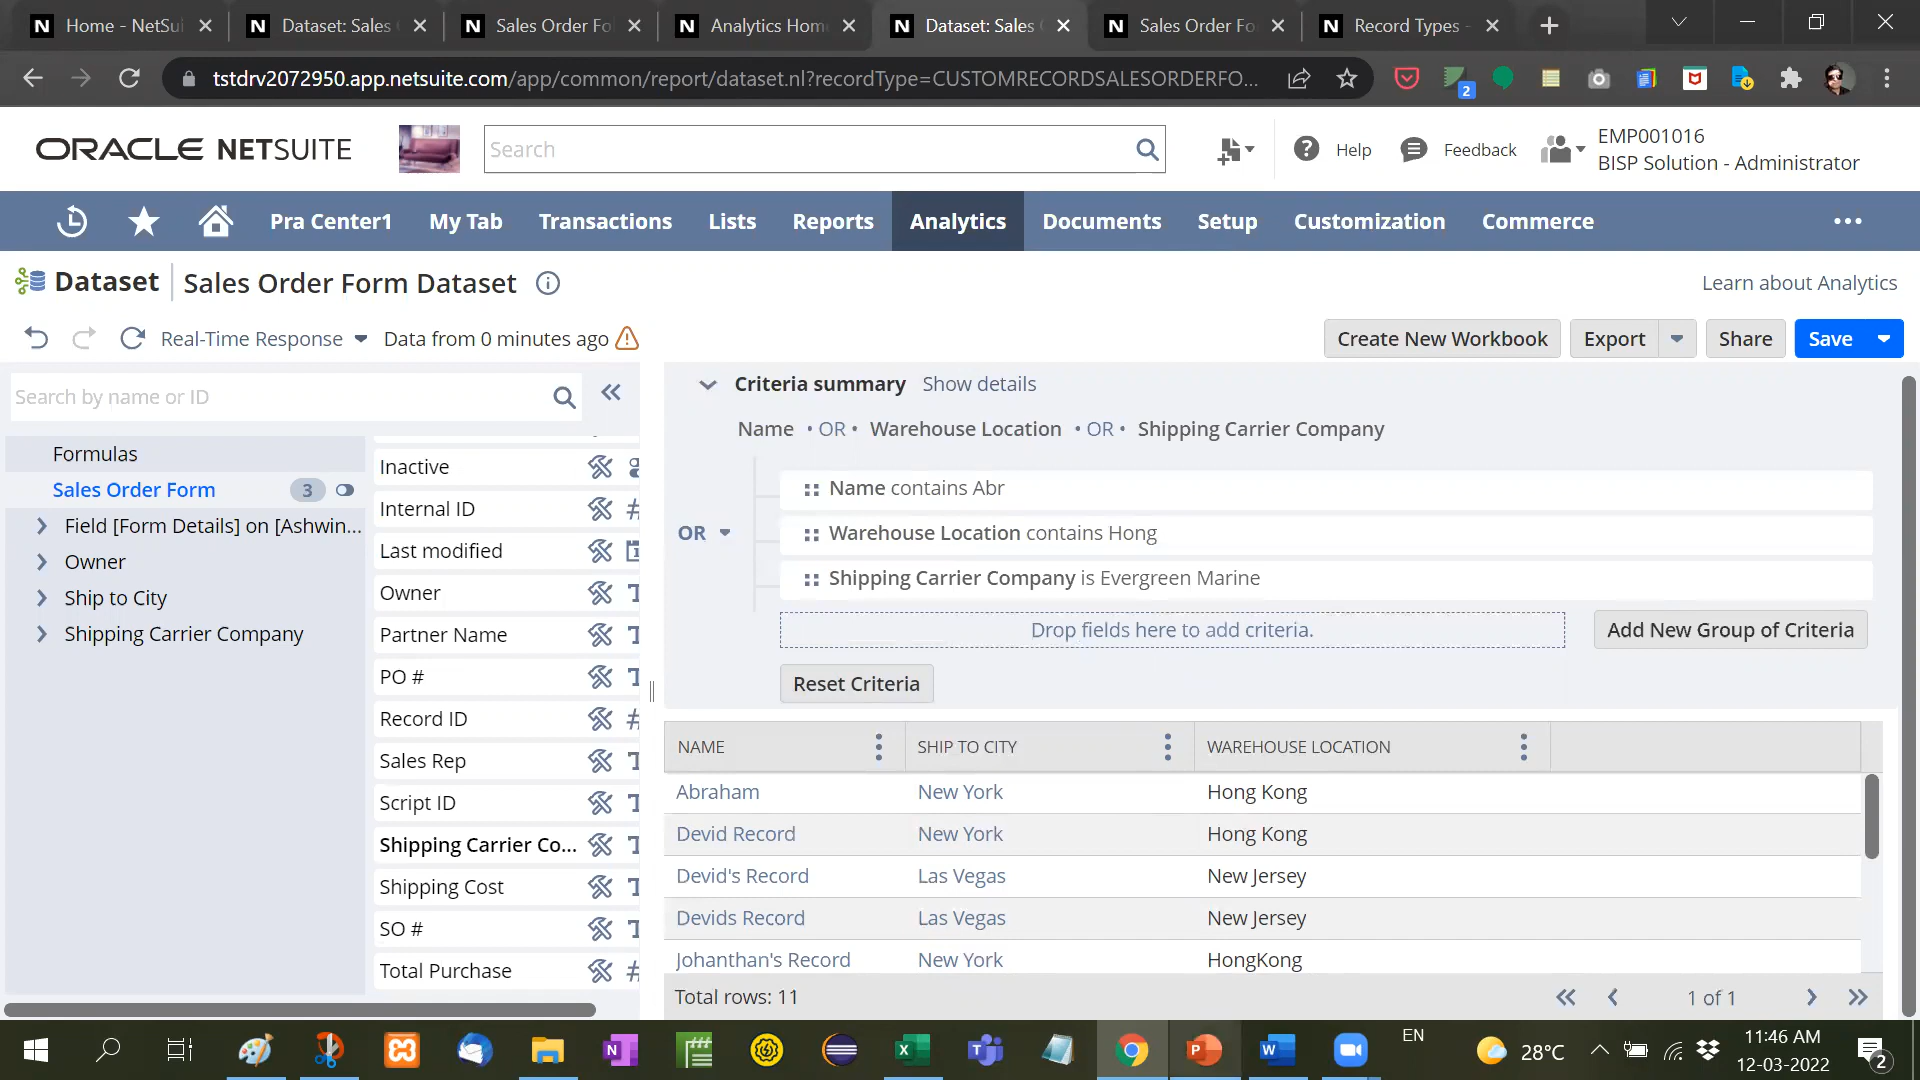 Home - NetSui
Dataset: Sales
Sales Order Fo
Analytics Hom
Dataset: Sales
Sales Order Fo
Record Types -
tstdrv2072950.app.netsuite.com/app/common/report/dataset.nl?recordType=CUSTOMRECORDSALESORDERFO...
2
ORACLE NETSUITE
Search
Help
Feedback
EMP001016
BISP Solution - Administrator
Pra Center1
My Tab
Transactions
Lists
Reports
Analytics
Documents
Setup
Customization
Commerce
Dataset
Sales Order Form Dataset
Learn about Analytics
Real-Time Response
Data from 0 minutes ago
Create New Workbook
Export
Share
Save
Search by name or ID
Formulas
Sales Order Form 3
Field [Form Details] on [Ashwin...
Owner
Ship to City
Shipping Carrier Company
Inactive
Internal ID
Last modified
Owner
Partner Name
PO #
Record ID
Sales Rep
Script ID
Shipping Carrier Co...
Shipping Cost
SO #
Total Purchase
Criteria summary Show details
Name • OR • Warehouse Location • OR • Shipping Carrier Company
OR
Name contains Abr
Warehouse Location contains Hong
Shipping Carrier Company is Evergreen Marine
Drop fields here to add criteria.
Add New Group of Criteria
Reset Criteria
NAME SHIP TO CITY WAREHOUSE LOCATION
Abraham New York Hong Kong
Devid Record New York Hong Kong
Devid's Record Las Vegas New Jersey
Devids Record Las Vegas New Jersey
Johanthan's Record New York HongKong
Total rows: 11
1 of 1
EN
28°C
11:46 AM
12-03-2022
2